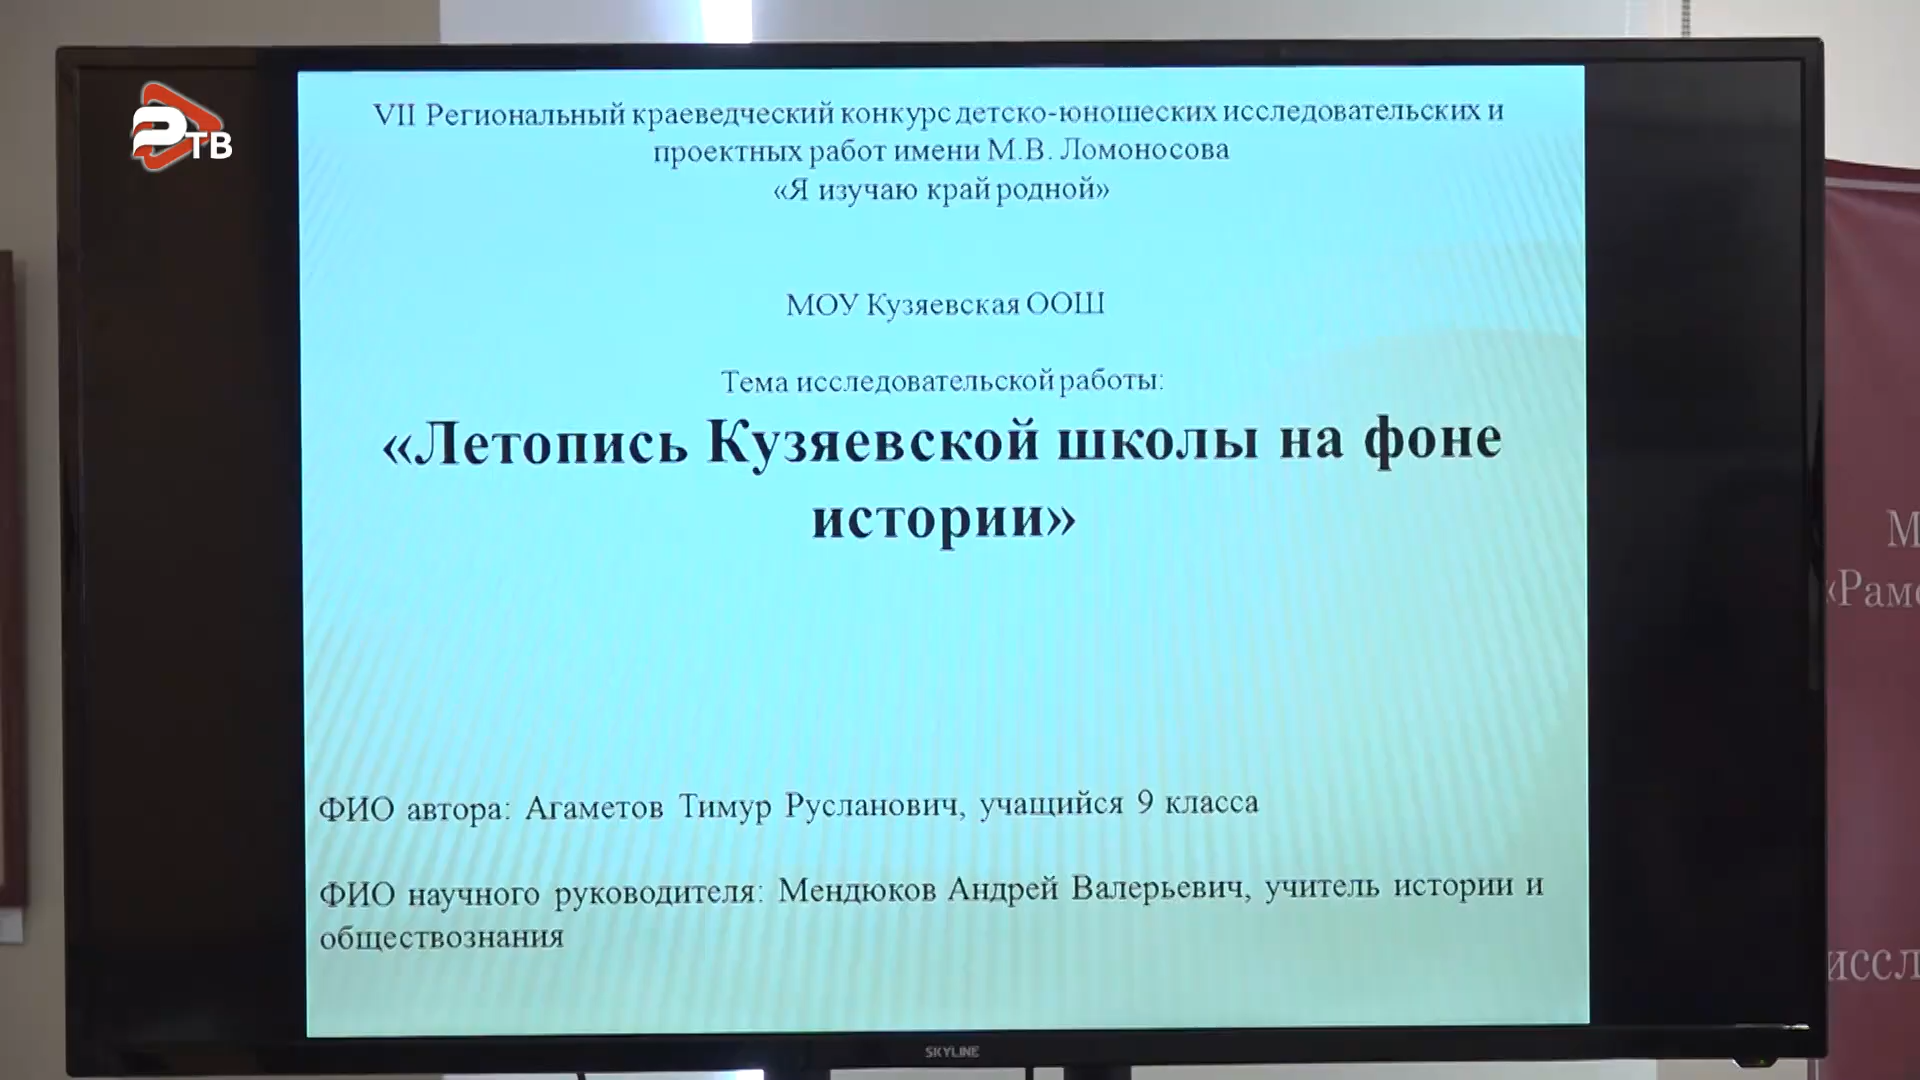 РТВ
VII Региональный краеведческий конкурс детско-юношеских исследовательских и
проектных работ имени М.В. Ломоносова
«Я изучаю край родной»
МОУ Кузяевская ООШ
Тема исследовательской работы:
«Летопись Кузяевской школы на фоне
истории»
ФИО автора: Агаметов Тимур Русланович, учащийся 9 класса
ФИО научного руководителя: Мендюков Андрей Валерьевич, учитель истории и
обществознания
SKYLINE
М
«Рам
иссл